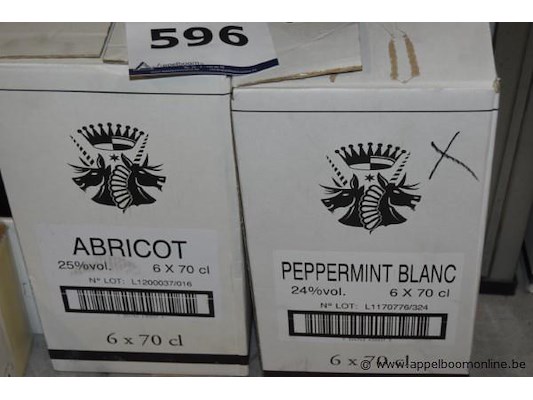 596
ABRICOT
25%vol. 6 X 70 cl
N° LOT: L1200037/016
6 x 70 cl
PEPPERMINT BLANC
24%vol. 6 X 70 cl
N° LOT: L1170776/324
6 x 70 cl
© www.lappelboomonline.be